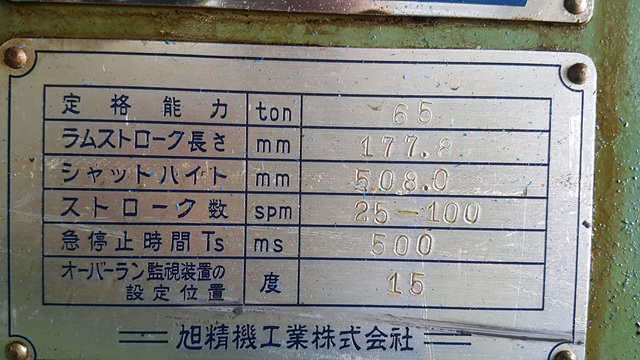 定格能力 ton 65
ラムストローク長さ mm 177.8
シャットハイト mm 508.0
ストローク数 spm 25-100
急停止時間Ts ms 500
オーバーラン監視装置の設定位置 度 15
旭精機工業株式会社